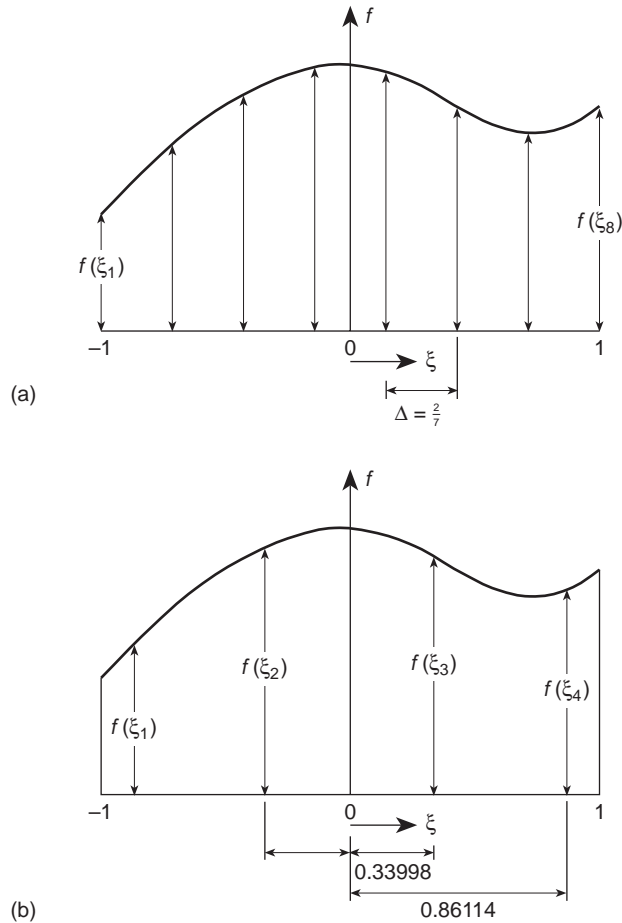 f
f (ξ1)
f (ξ8)
–1
0
1
ξ
(a)
Δ = 2/7
f
f (ξ2)
f (ξ3)
f (ξ4)
f (ξ1)
–1
0
1
ξ
0.33998
0.86114
(b)